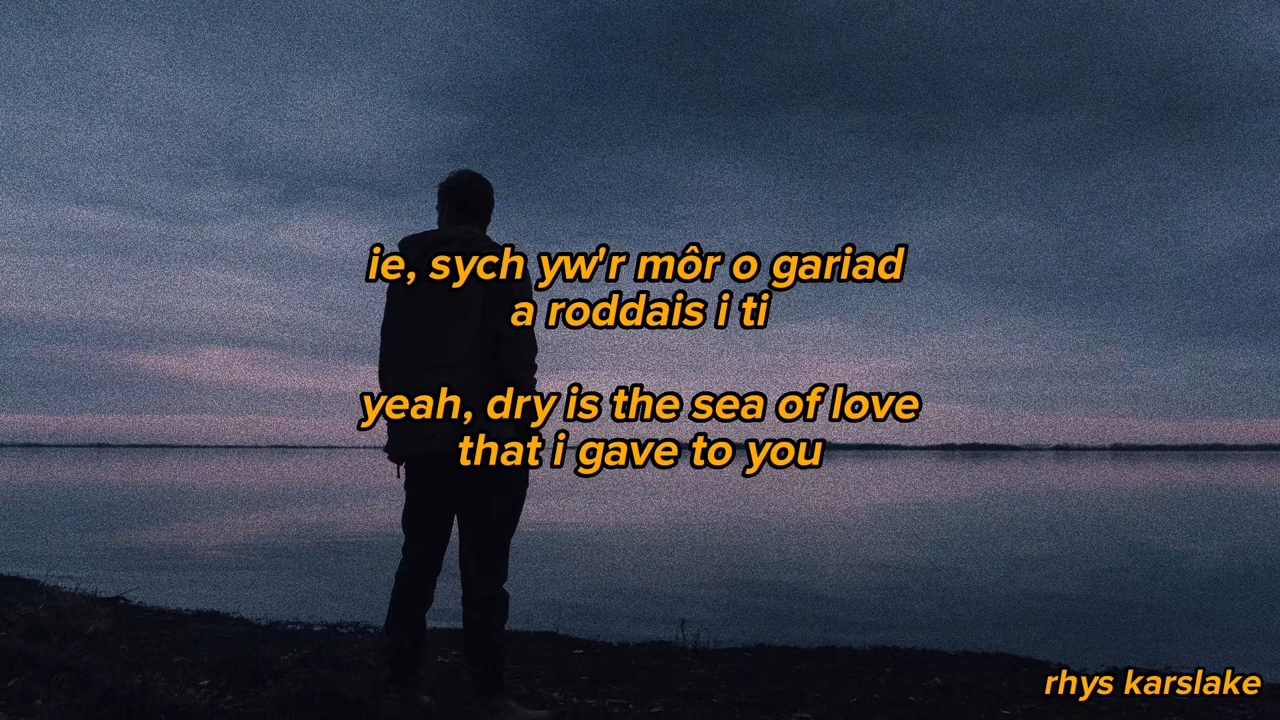 ie, sych yw'r môr o gariad
a roddais i ti
yeah, dry is the sea of love
that i gave to you
rhys karslake